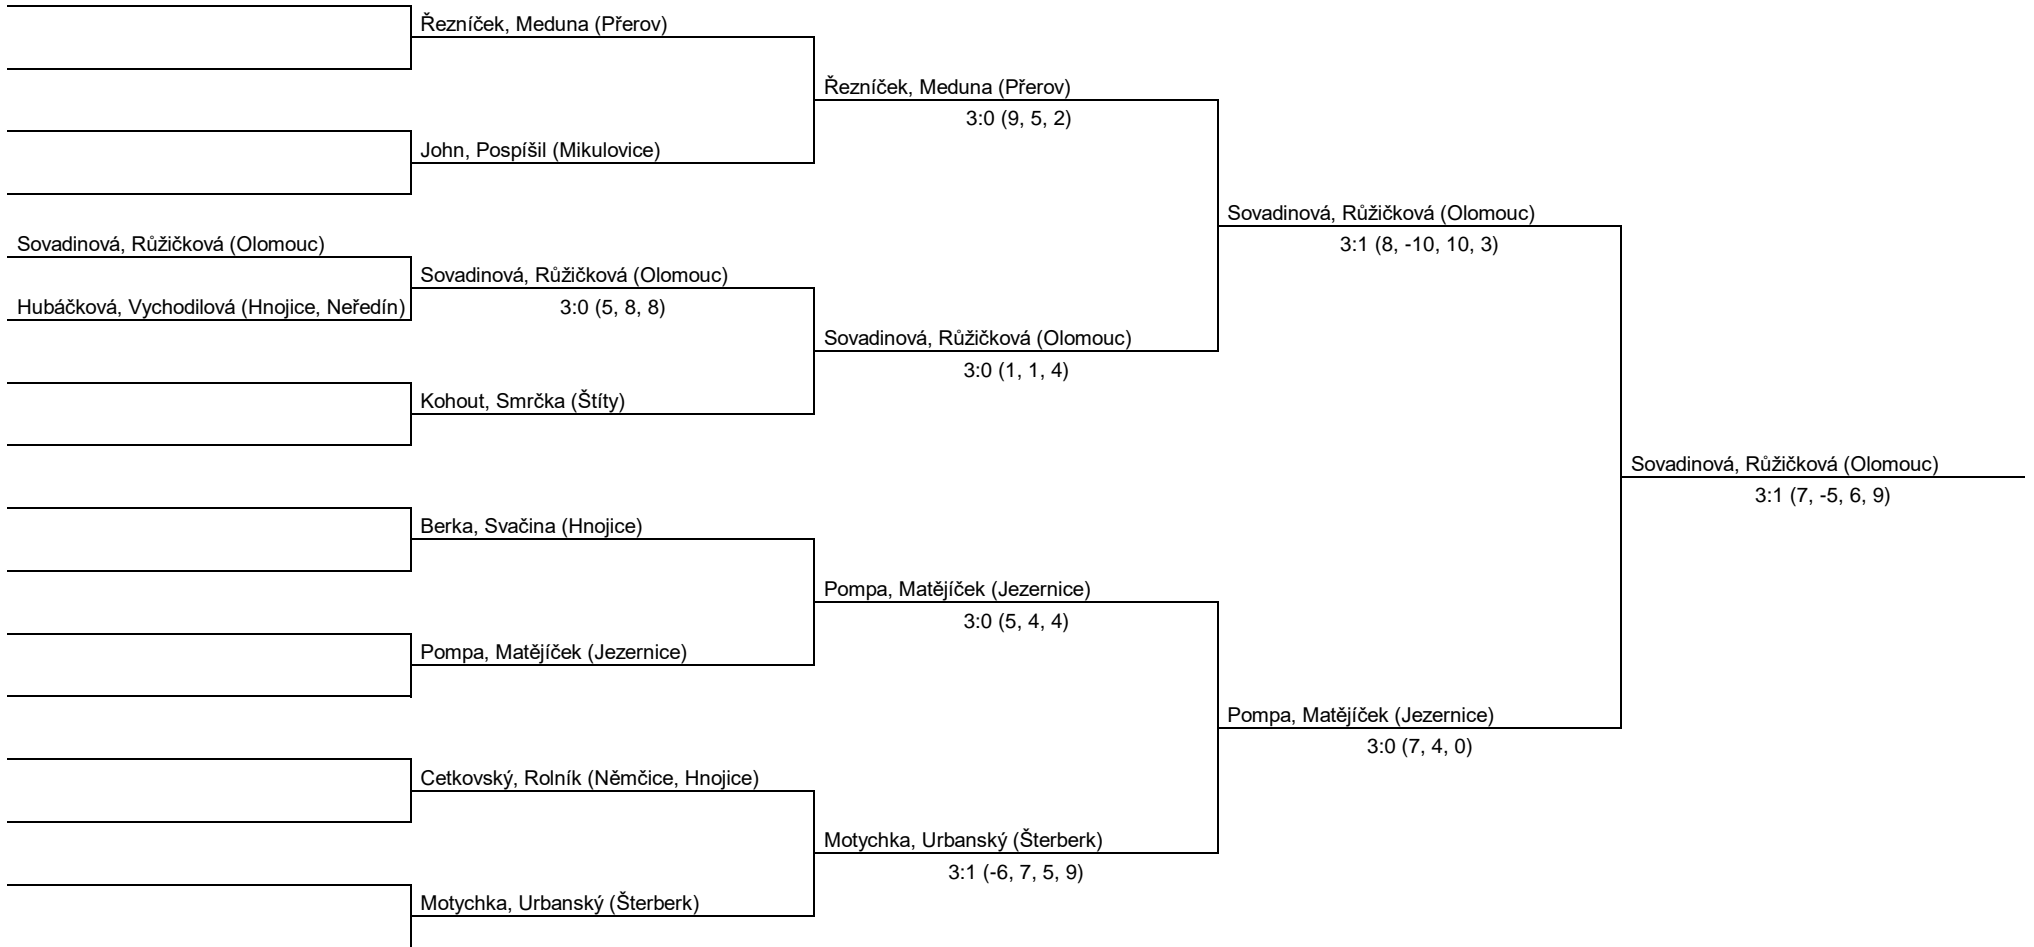 Řezníček, Meduna (Přerov)
Řezníček, Meduna (Přerov)
3:0 (9, 5, 2)
John, Pospíšil (Mikulovice)
Sovadinová, Růžičková (Olomouc)
3:1 (8, -10, 10, 3)
Sovadinová, Růžičková (Olomouc)
Sovadinová, Růžičková (Olomouc)
Hubáčková, Vychodilová (Hnojice, Neředín)
3:0 (5, 8, 8)
Sovadinová, Růžičková (Olomouc)
3:0 (1, 1, 4)
Kohout, Smrčka (Štíty)
Sovadinová, Růžičková (Olomouc)
3:1 (7, -5, 6, 9)
Berka, Svačina (Hnojice)
Pompa, Matějíček (Jezernice)
3:0 (5, 4, 4)
Pompa, Matějíček (Jezernice)
Pompa, Matějíček (Jezernice)
3:0 (7, 4, 0)
Cetkovský, Rolník (Němčice, Hnojice)
Motychka, Urbanský (Šterberk)
3:1 (-6, 7, 5, 9)
Motychka, Urbanský (Šterberk)